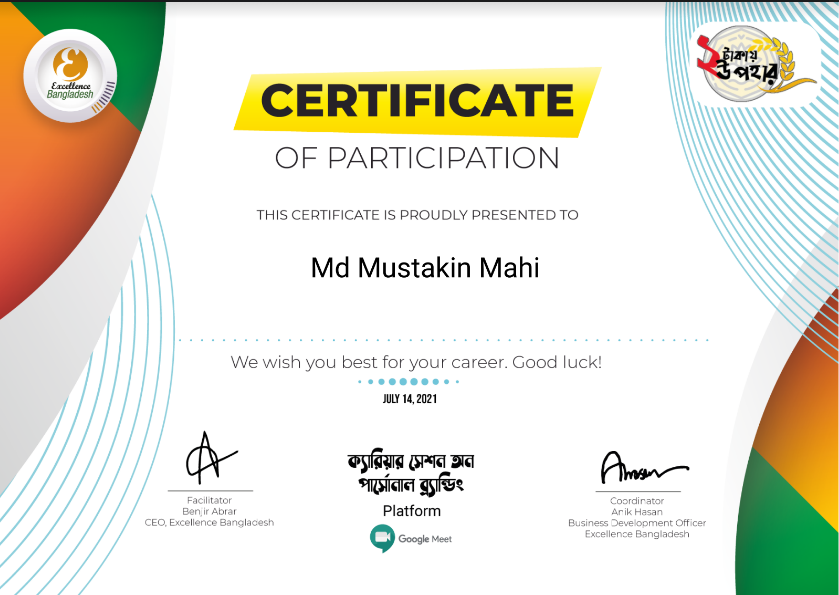 Excellence
Bangladesh
১ টাকায়
উপহার
CERTIFICATE
OF PARTICIPATION
THIS CERTIFICATE IS PROUDLY PRESENTED TO
Md Mustakin Mahi
We wish you best for your career. Good luck!
JULY 14, 2021
ক্যারিয়ার সেশন অন
পার্সোনাল ব্র্যান্ডিং
Platform
Google Meet
Facilitator
Benjir Abrar
CEO, Excellence Bangladesh
Coordinator
Anik Hasan
Business Development Officer
Excellence Bangladesh